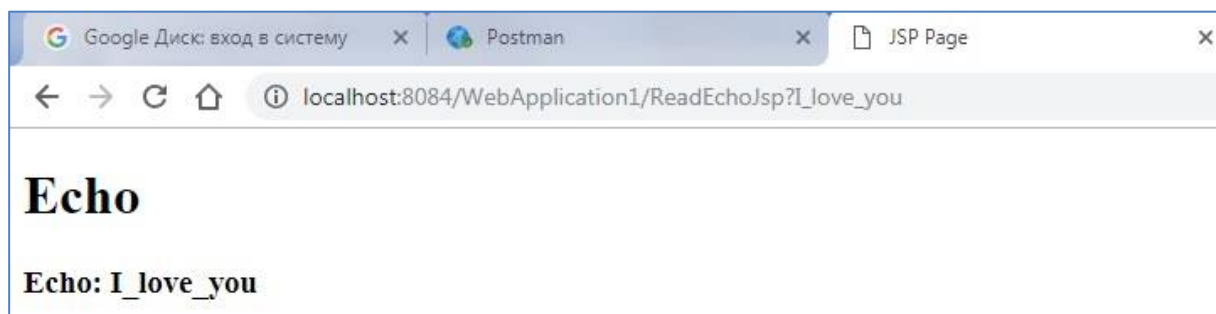 Google Диск: вход в систему
Postman
JSP Page
localhost:8084/WebApplication1/ReadEchoJsp?I_love_you
Echo
Echo: I_love_you